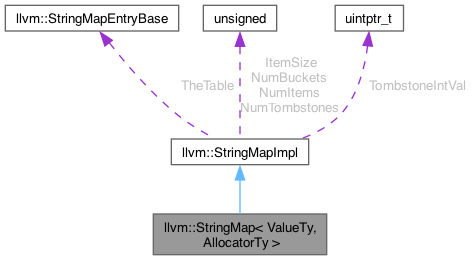 llvm::StringMapEntryBase
unsigned
uintptr_t
TheTable
ItemSize
NumBuckets
NumItems
NumTombstones
TombstoneIntVal
llvm::StringMapImpl
llvm::StringMap< ValueTy,
AllocatorTy >